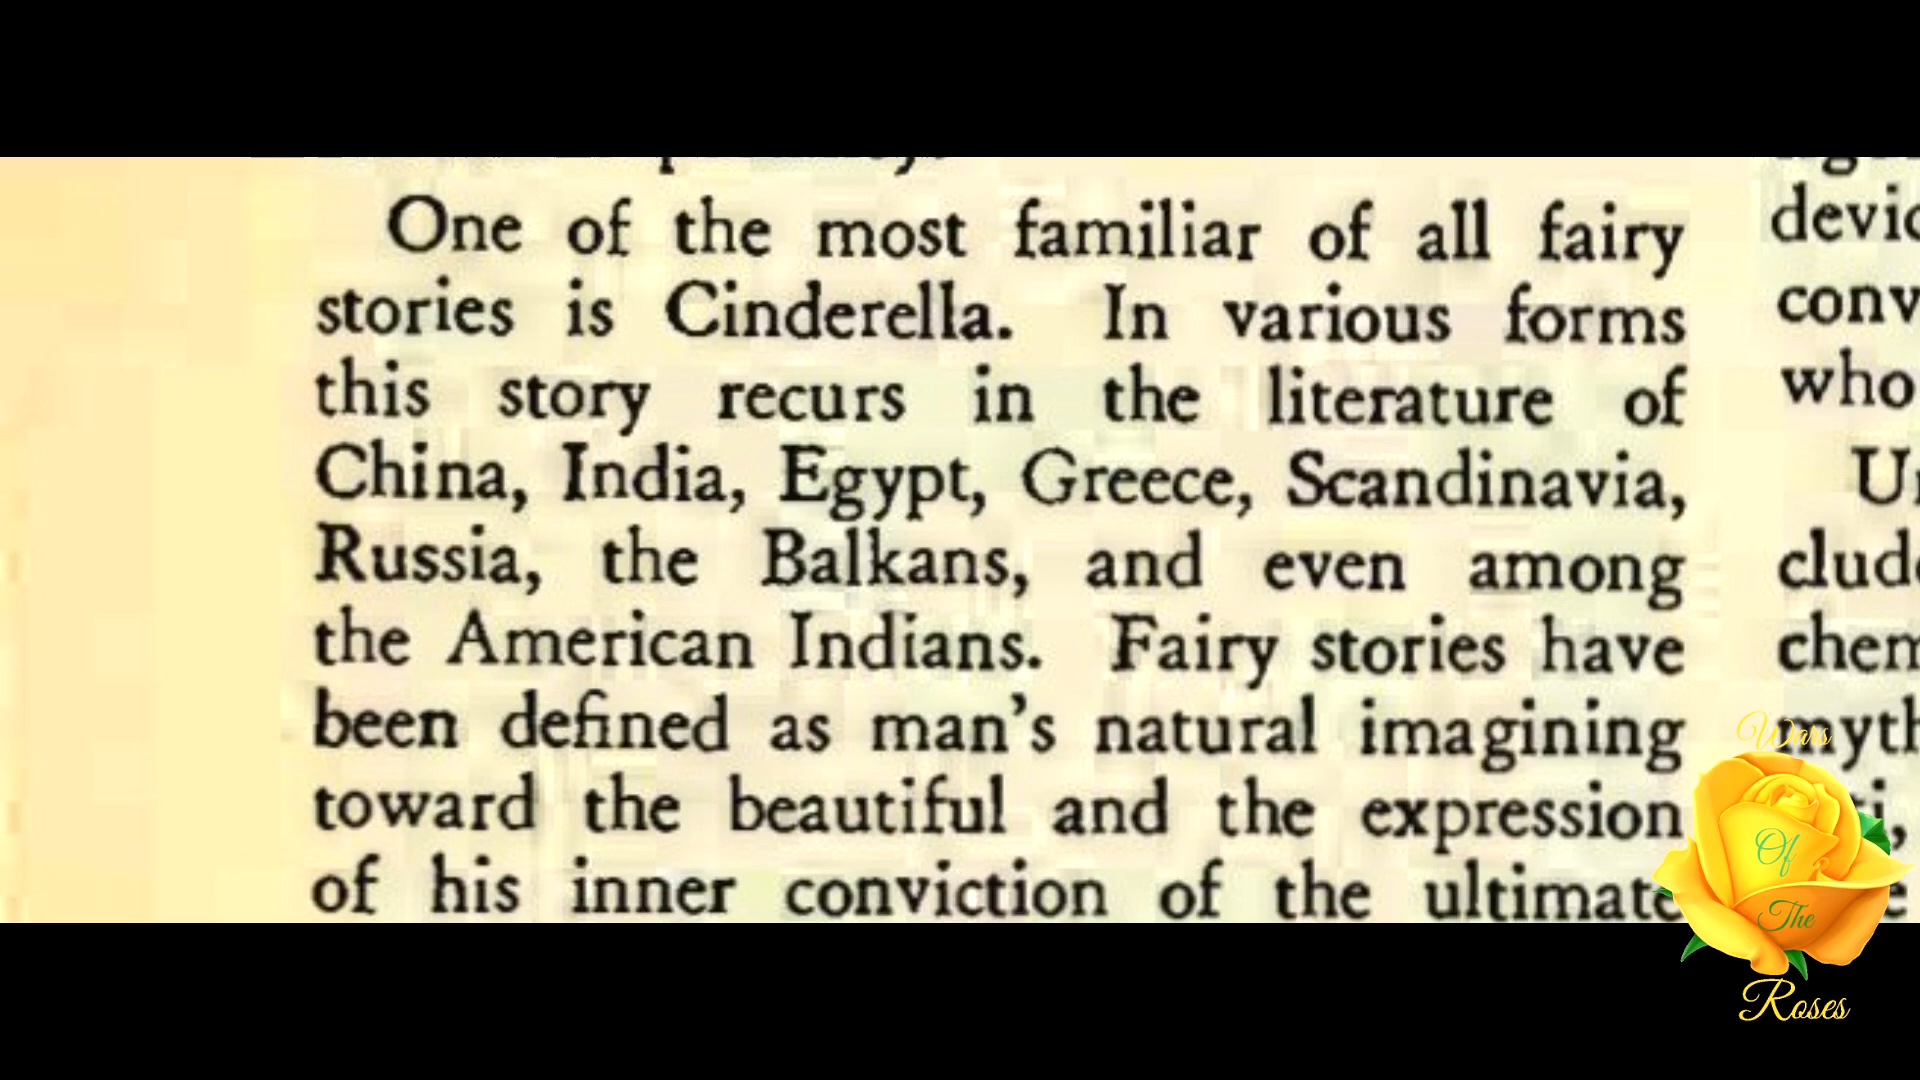 One of the most familiar of all fairy
stories is Cinderella. In various forms
this story recurs in the literature of
China, India, Egypt, Greece, Scandinavia,
Russia, the Balkans, and even among
the American Indians. Fairy stories have
been defined as man's natural imagining
toward the beautiful and the expression
of his inner conviction of the ultimate
who
Wars
Of
The
Roses